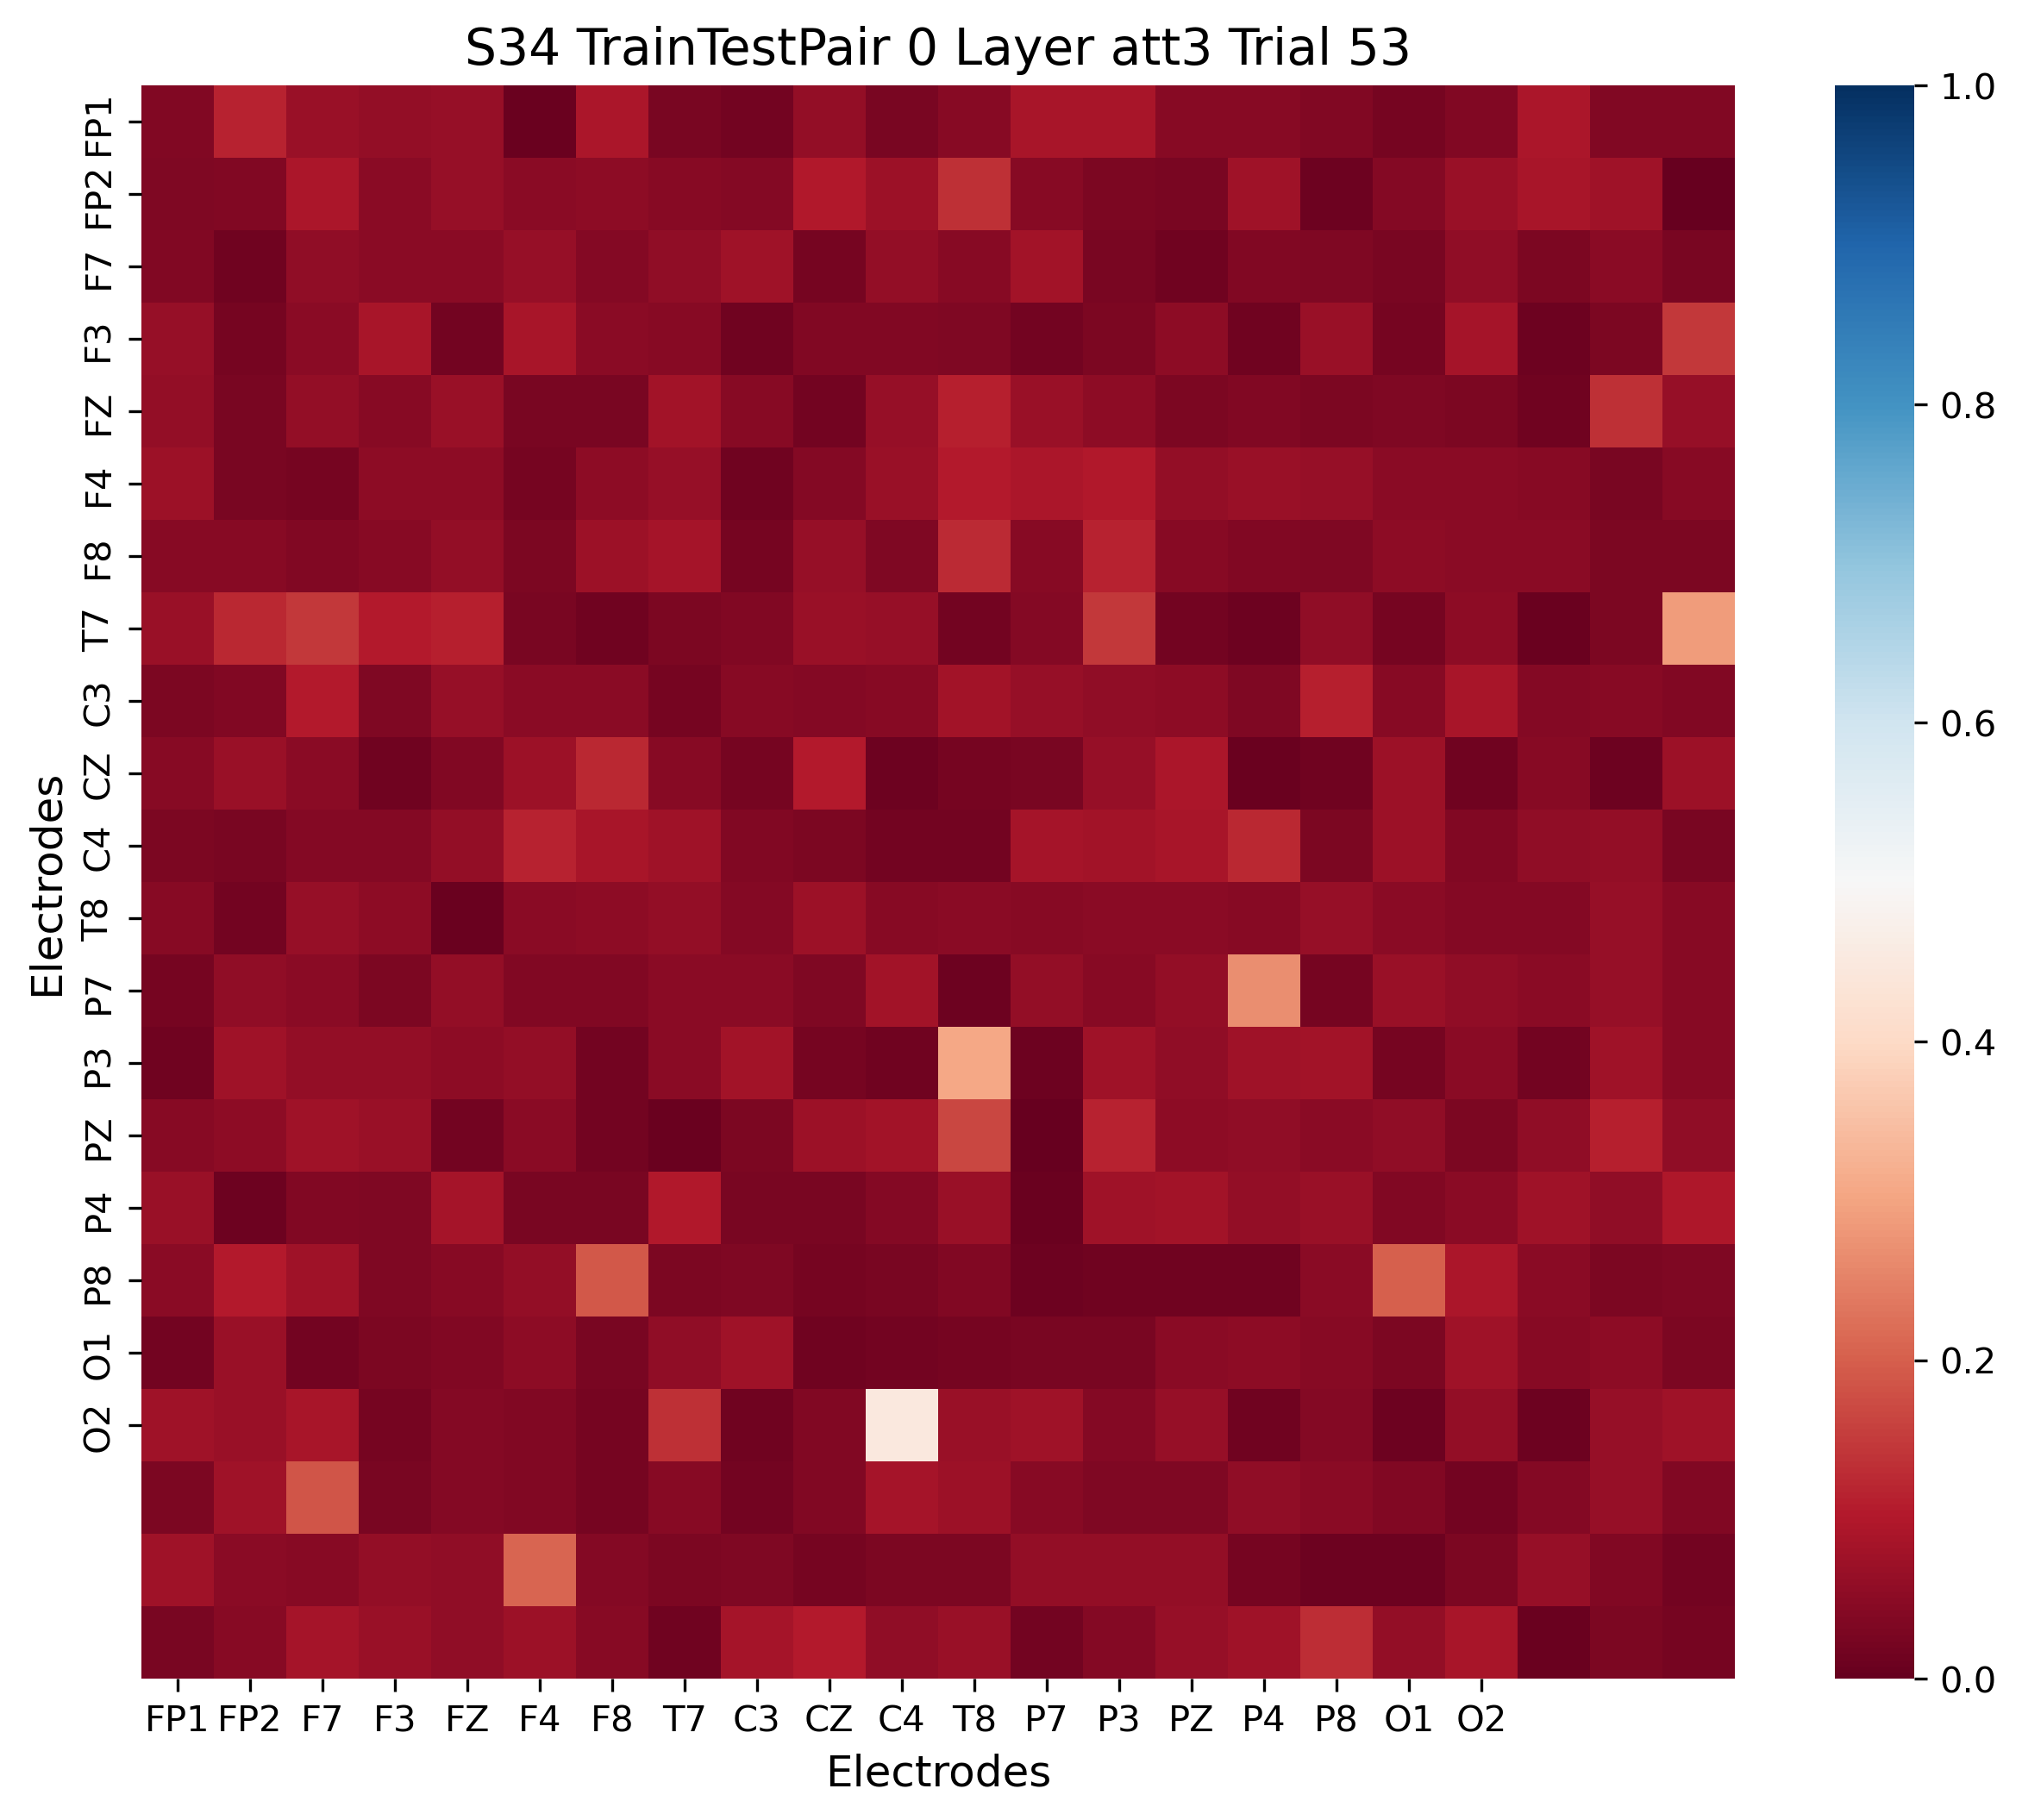 S34 TrainTestPair 0 Layer att3 Trial 53
Electrodes
FP1
FP2
F7
F3
FZ
F4
F8
T7
C3
CZ
C4
T8
P7
P3
PZ
P4
P8
O1
O2
FP1 FP2 F7 F3 FZ F4 F8 T7 C3 CZ C4 T8 P7 P3 PZ P4 P8 O1 O2
Electrodes
1.0
0.8
0.6
0.4
0.2
0.0